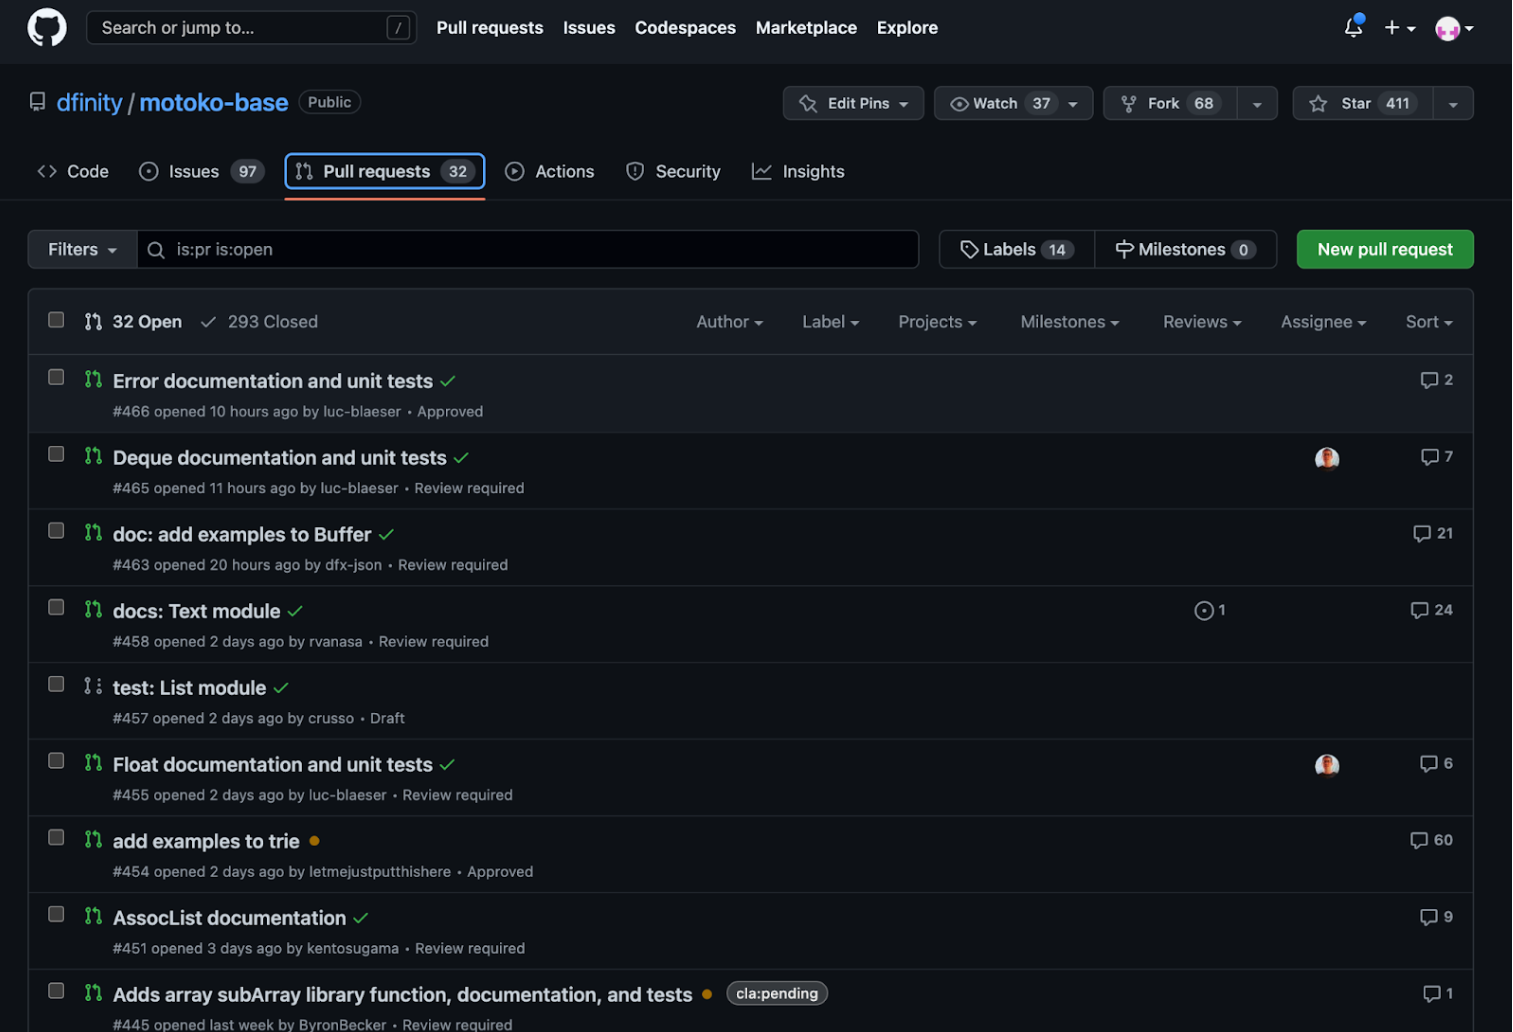 Search or jump to... / Pull requests Issues Codespaces Marketplace Explore
dfinity / motoko-base Public Edit Pins Watch 37 Fork 68 Star 411
Code Issues 97 Pull requests 32 Actions Security Insights
Filters is:pr is:open Labels 14 Milestones 0 New pull request
32 Open 293 Closed Author Label Projects Milestones Reviews Assignee Sort
Error documentation and unit tests 2
#466 opened 10 hours ago by luc-blaeser • Approved
Deque documentation and unit tests 7
#465 opened 11 hours ago by luc-blaeser • Review required
doc: add examples to Buffer 21
#463 opened 20 hours ago by dfx-json • Review required
docs: Text module 1 24
#458 opened 2 days ago by rvanasa • Review required
test: List module
#457 opened 2 days ago by crusso • Draft
Float documentation and unit tests 6
#455 opened 2 days ago by luc-blaeser • Review required
add examples to trie 60
#454 opened 2 days ago by letmejustputthishere • Approved
AssocList documentation 9
#451 opened 3 days ago by kentosugama • Review required
Adds array subArray library function, documentation, and tests cla:pending 1
#445 opened last week by ByronBecker • Review required